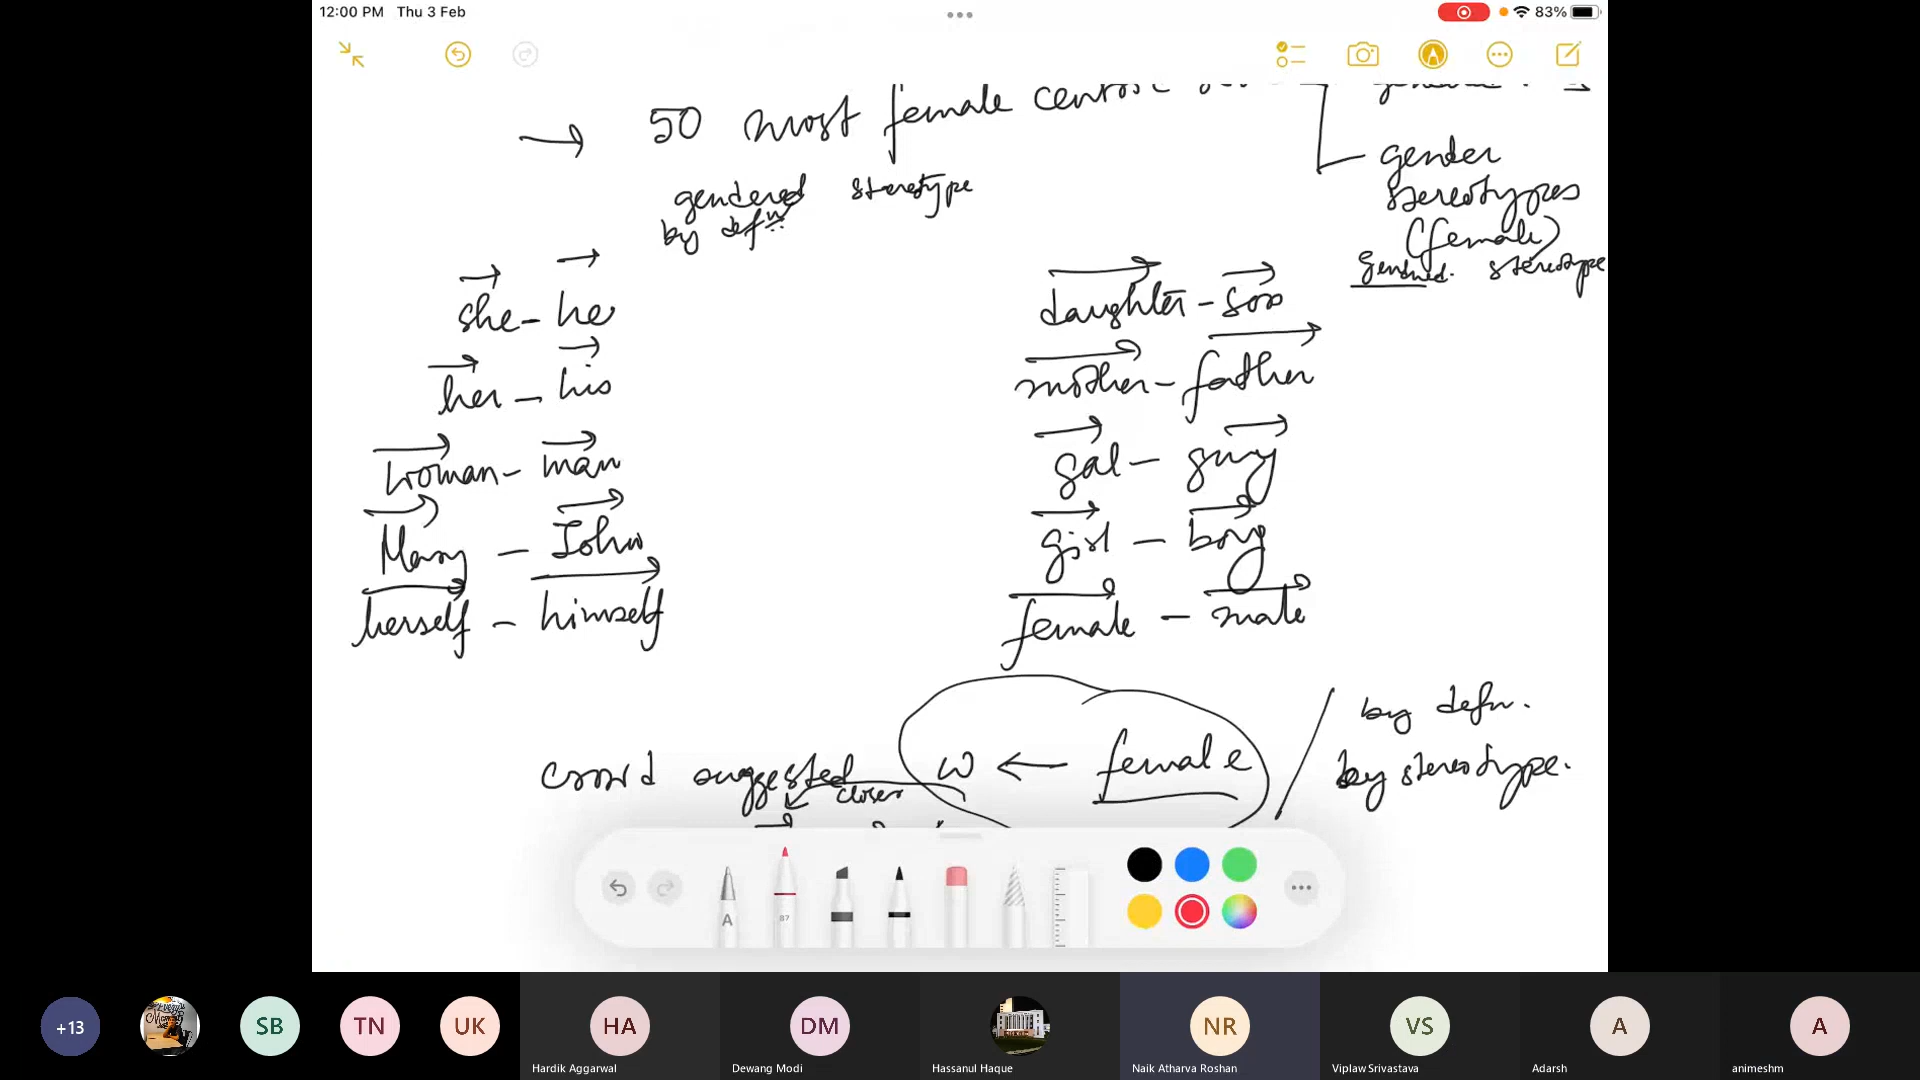 12:00 PM Thu 3 Feb
83%
→ 50 most female
gendered stereotype
by defn
gender
stereotypes
(female)
gendered. stereotype
she - he
her - his
woman - man
Mary - John
herself - himself
daughter - son
mother - father
gal - guy
girl - boy
female - male
crowd suggested w ← female
closer
by defn.
by stereotype.
A
97
+13
SB
TN
UK
HA
DM
NR
VS
A
A
Hardik Aggarwal
Dewang Modi
Hassanul Haque
Naik Atharva Roshan
Viplaw Srivastava
Adarsh
animeshm